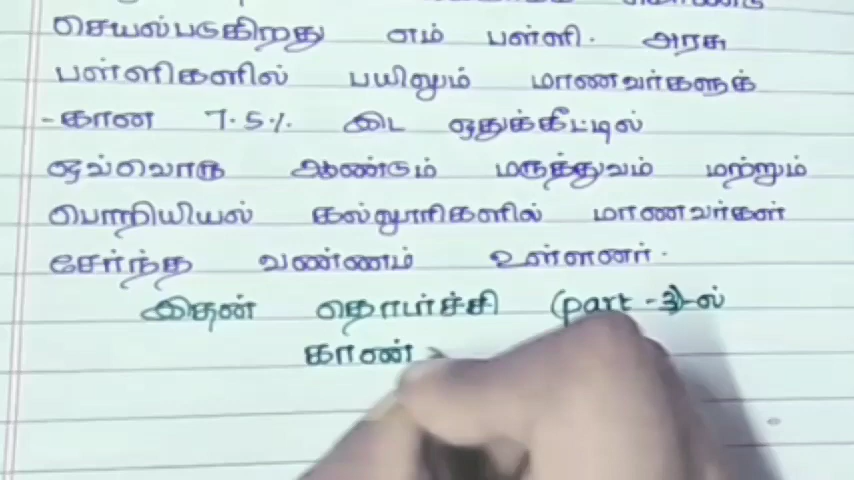 செயல்படுகிறது எம் பள்ளி. அரசு
பள்ளிகளில் பயிலும் மாணவர்களுக்
-கான 7.5% இட ஒதுக்கீட்டில்
ஒவ்வொரு ஆண்டும் மருத்துவம் மற்றும்
பொறியியல் கல்லூரிகளில் மாணவர்கள்
சேர்ந்த வண்ணம் உள்ளனர்.
இதன் தொடர்ச்சி (part-3)-ல்
காண்